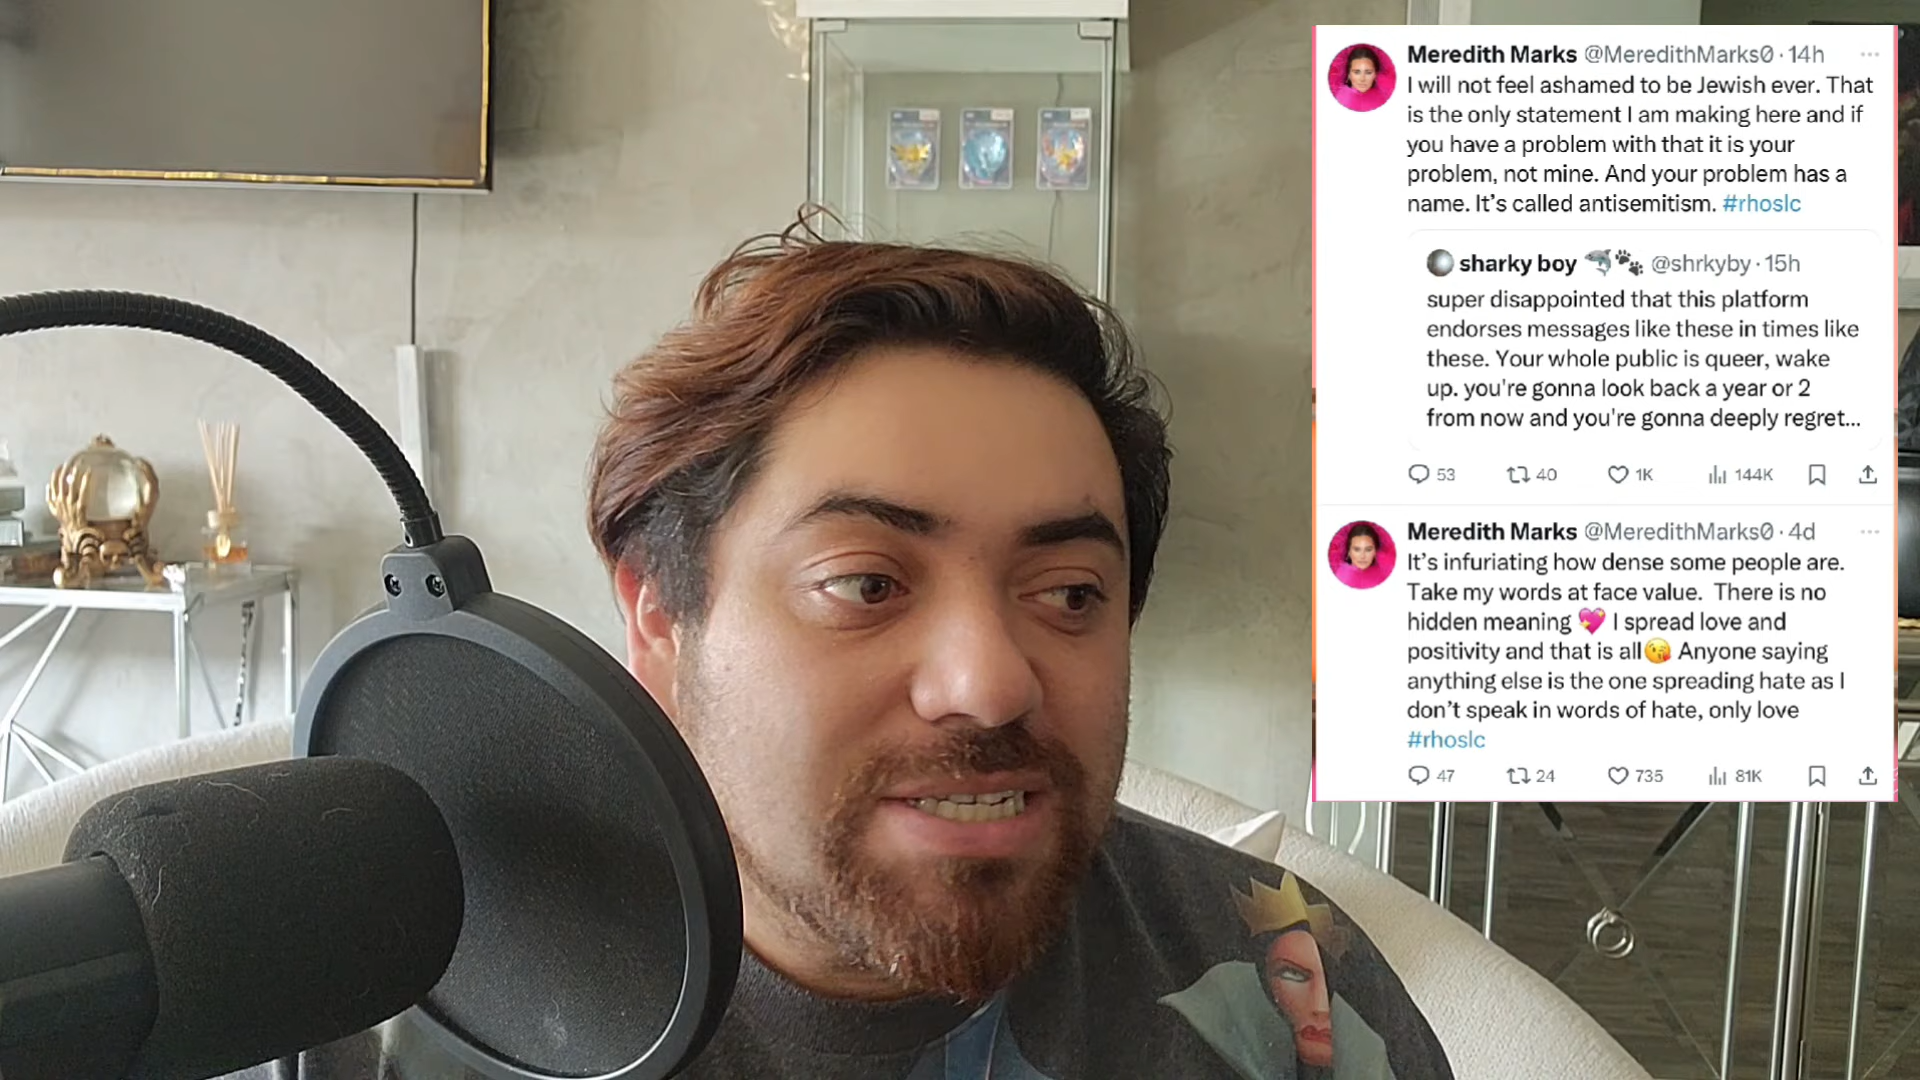 Meredith Marks @MeredithMarks0 · 14h
I will not feel ashamed to be Jewish ever. That
is the only statement I am making here and if
you have a problem with that it is your
problem, not mine. And your problem has a
name. It’s called antisemitism. #rhoslc
sharky boy 🦈🐾 @shrkyby · 15h
super disappointed that this platform
endorses messages like these in times like
these. Your whole public is queer, wake
up. you're gonna look back a year or 2
from now and you're gonna deeply regret...
53 40 1K 144K
Meredith Marks @MeredithMarks0 · 4d
It’s infuriating how dense some people are.
Take my words at face value. There is no
hidden meaning 💖 I spread love and
positivity and that is all😘 Anyone saying
anything else is the one spreading hate as I
don’t speak in words of hate, only love
#rhoslc
47 24 735 81K